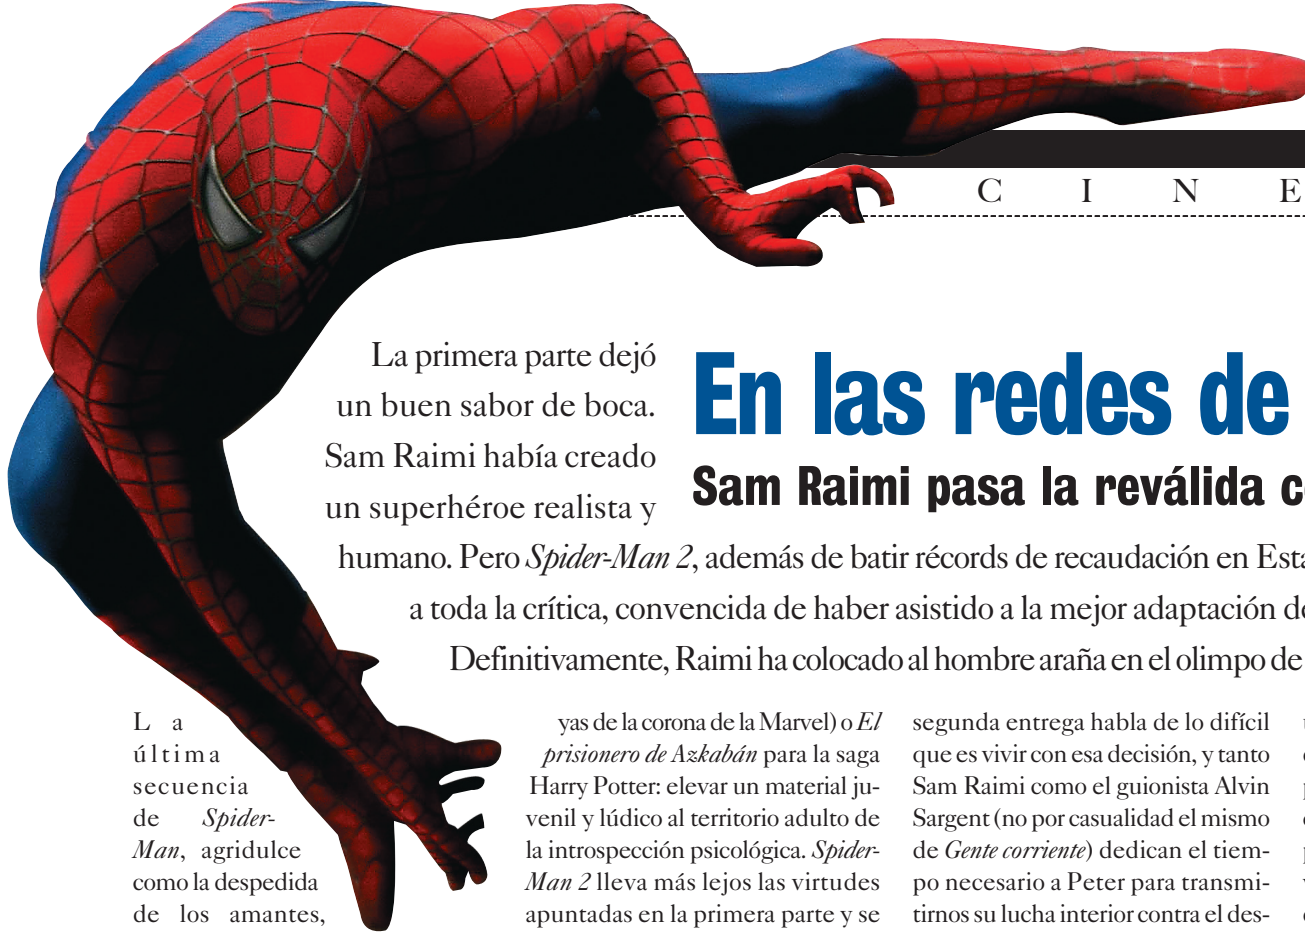 C I N E
La primera parte dejó
un buen sabor de boca.
Sam Raimi había creado
un superhéroe realista y
humano. Pero Spider-Man 2, además de batir récords de recaudación en
a toda la crítica, convencida de haber asistido a la mejor adaptación
Definitivamente, Raimi ha colocado al hombre araña en el olimpo de
En las redes de
Sam Raimi pasa la reválida
La
última
secuencia
de Spider-
Man, agridulce
como la despedida
de los amantes,
yas de la corona de la Marvel) o El
prisionero de Azkabán para la saga
Harry Potter: elevar un material ju-
venil y lúdico al territorio adulto de
la introspección psicológica. Spider-
Man 2 lleva más lejos las virtudes
apuntadas en la primera parte y se
segunda entrega habla de lo difícil
que es vivir con esa decisión, y tanto
Sam Raimi como el guionista Alvin
Sargent (no por casualidad el mismo
de Gente corriente) dedican el tiem-
po necesario a Peter para transmi-
tirnos su lucha interior contra el des-